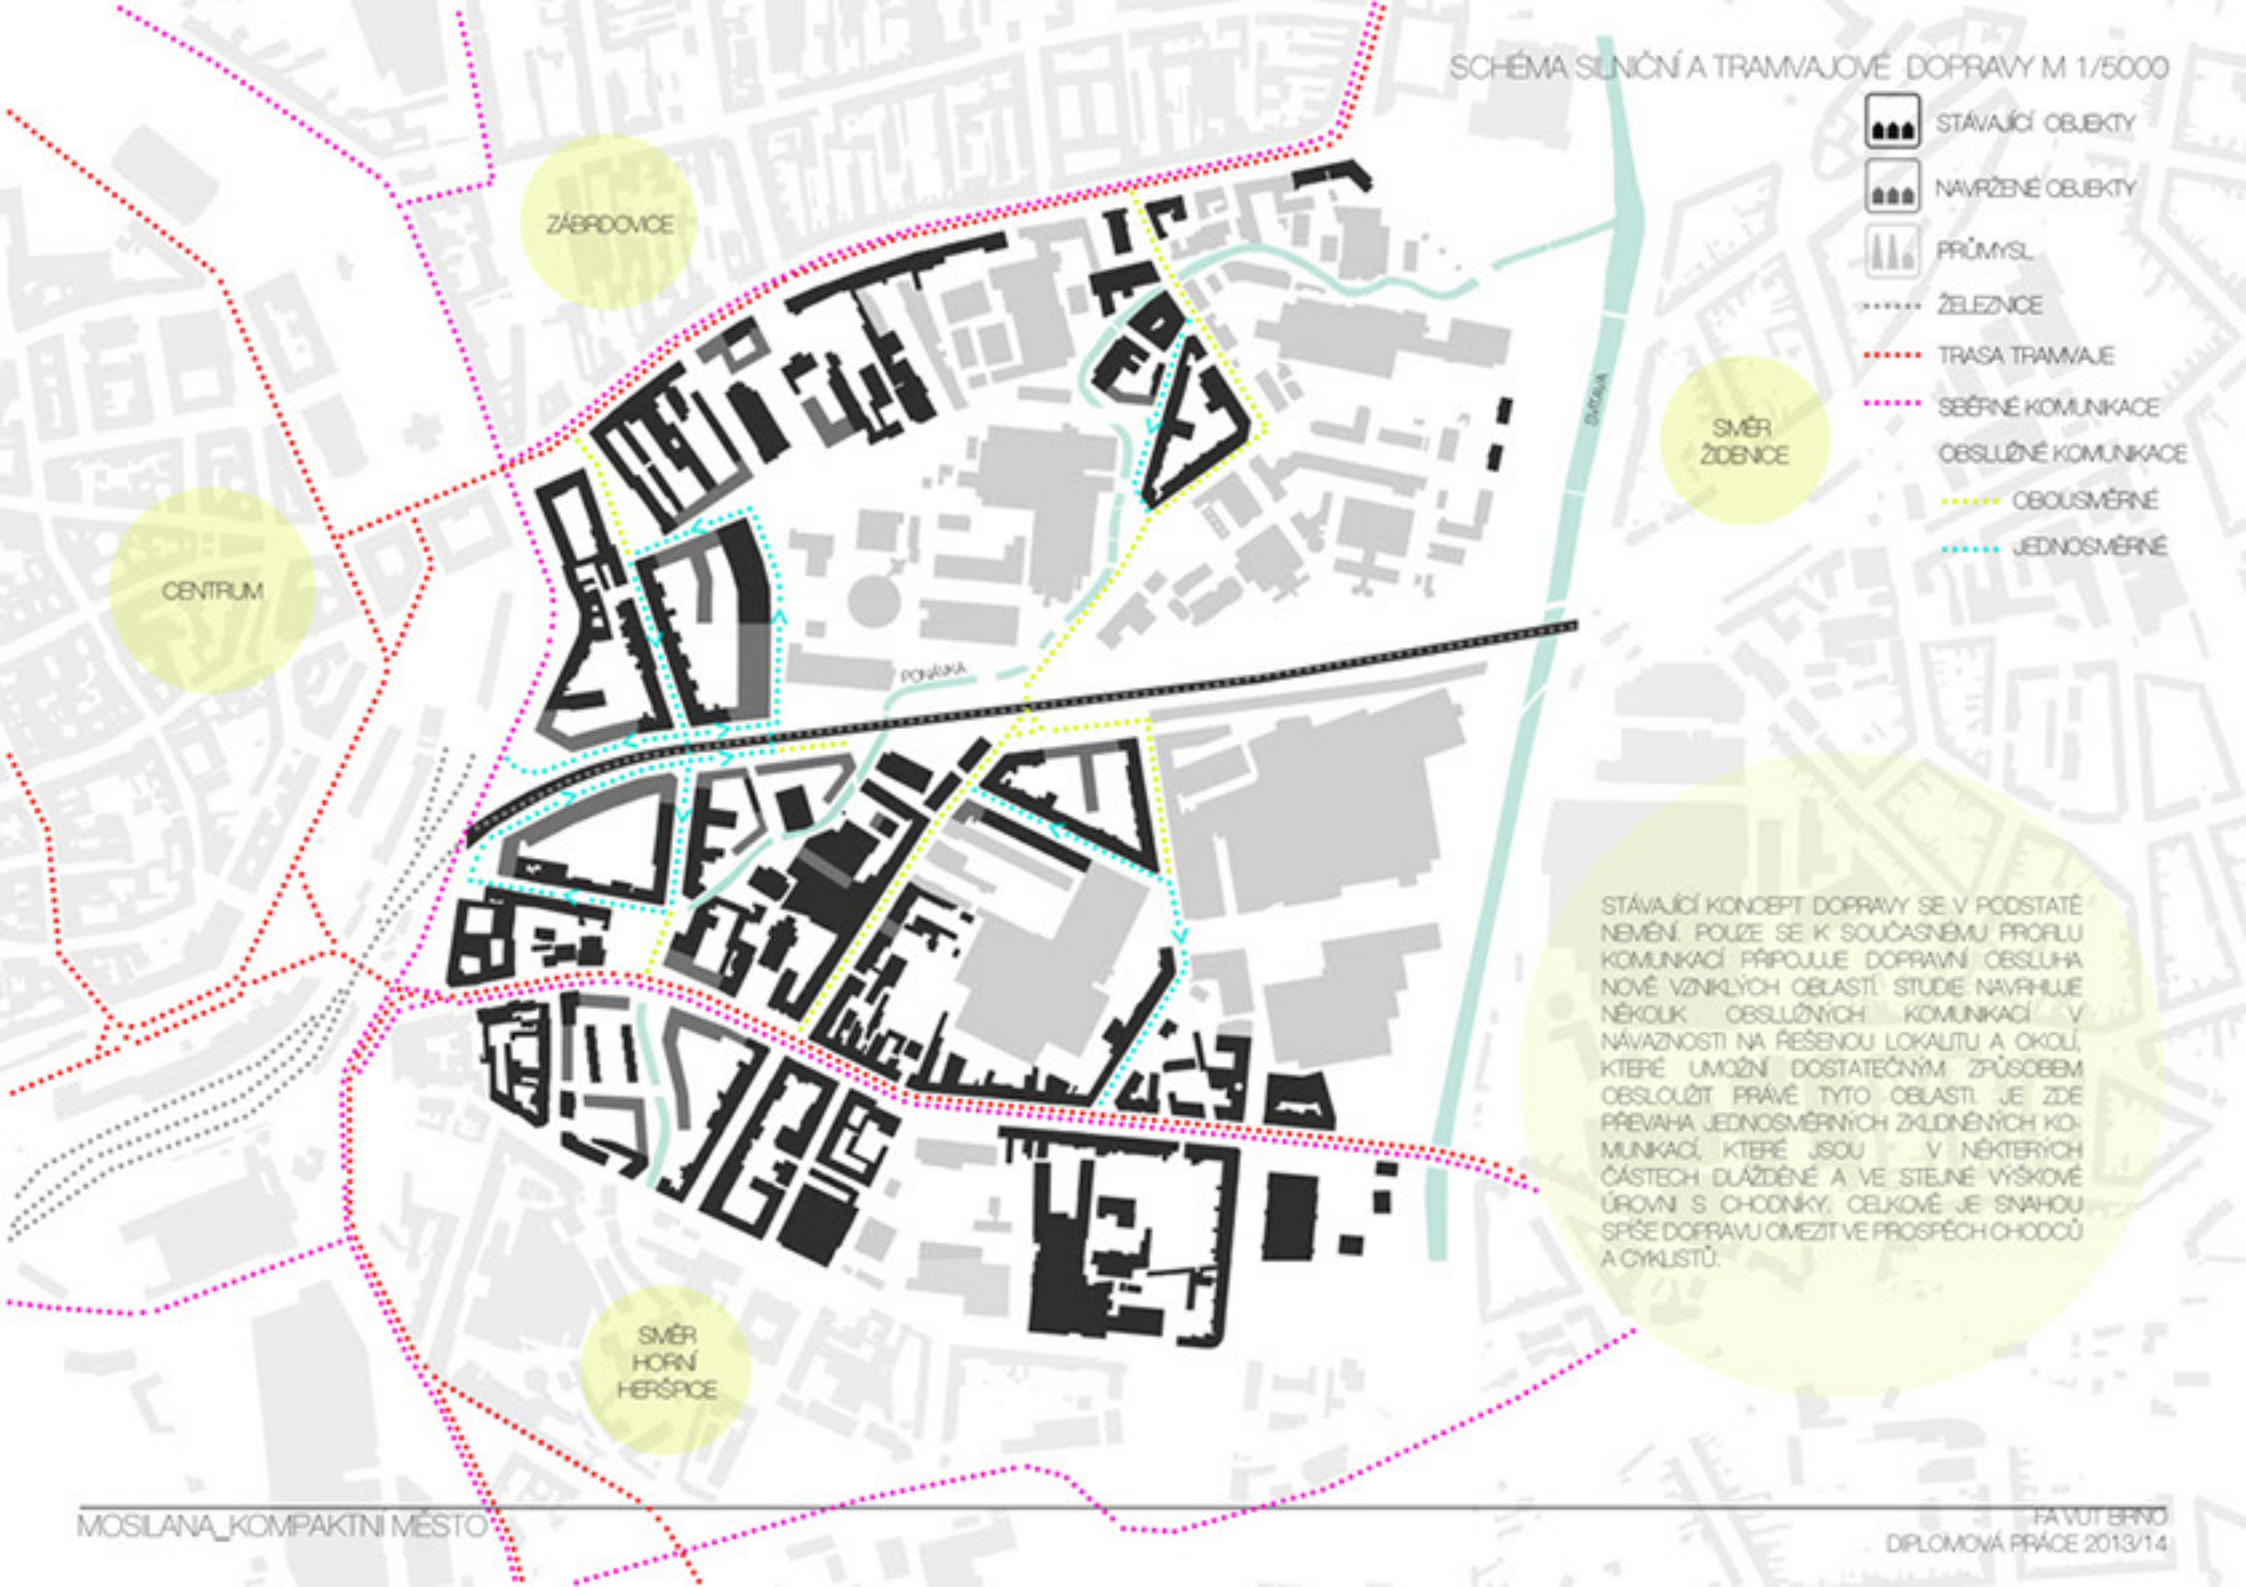 SCHÉMA SILNIČNÍ A TRAMVAJOVÉ DOPRAVY M 1/5000
STÁVAJÍCÍ OBJEKTY
NAVRŽENÉ OBJEKTY
PRŮMYSL
ŽELEZNICE
TRASA TRAMVAJE
SBĚRNÉ KOMUNIKACE
OBSLUŽNÉ KOMUNIKACE
OBOUSMĚRNÉ
JEDNOSMĚRNÉ
ZÁBRDOVICE
CENTRUM
SMĚR
ŽIDENICE
SVITAVA
PONÁVKA
SMĚR
HORNÍ
HERŠPICE
STÁVAJÍCÍ KONCEPT DOPRAVY SE V PODSTATĚ
NEMĚNÍ. POUZE SE K SOUČASNÉMU PROFILU
KOMUNKACÍ PŘIPOJUJE DOPRAVNÍ OBSLUHA
NOVĚ VZNIKLÝCH OBLASTÍ. STUDIE NAVRHUJE
NĚKOLIK OBSLUŽNÝCH KOMUNIKACÍ V
NÁVAZNOSTI NA ŘEŠENOU LOKALITU A OKOLÍ,
KTERÉ UMOŽNÍ DOSTATEČNÝM ZPŮSOBEM
OBSLOUŽIT PRÁVĚ TYTO OBLASTI. JE ZDE
PŘEVAHA JEDNOSMĚRNÝCH ZKLIDNĚNÝCH KO-
MUNIKACÍ, KTERÉ JSOU V NĚKTERÝCH
ČÁSTECH DLÁŽDĚNÉ A VE STEJNÉ VÝŠKOVÉ
ÚROVNI S CHODNÍKY. CELKOVĚ JE SNAHOU
SPÍŠE DOPRAVU OMEZIT VE PROSPĚCH CHODCŮ
A CYKLISTŮ.
MOSILANA_KOMPAKTNÍ MĚSTO
FA VUT BRNO
DIPLOMOVÁ PRÁCE 2013/14